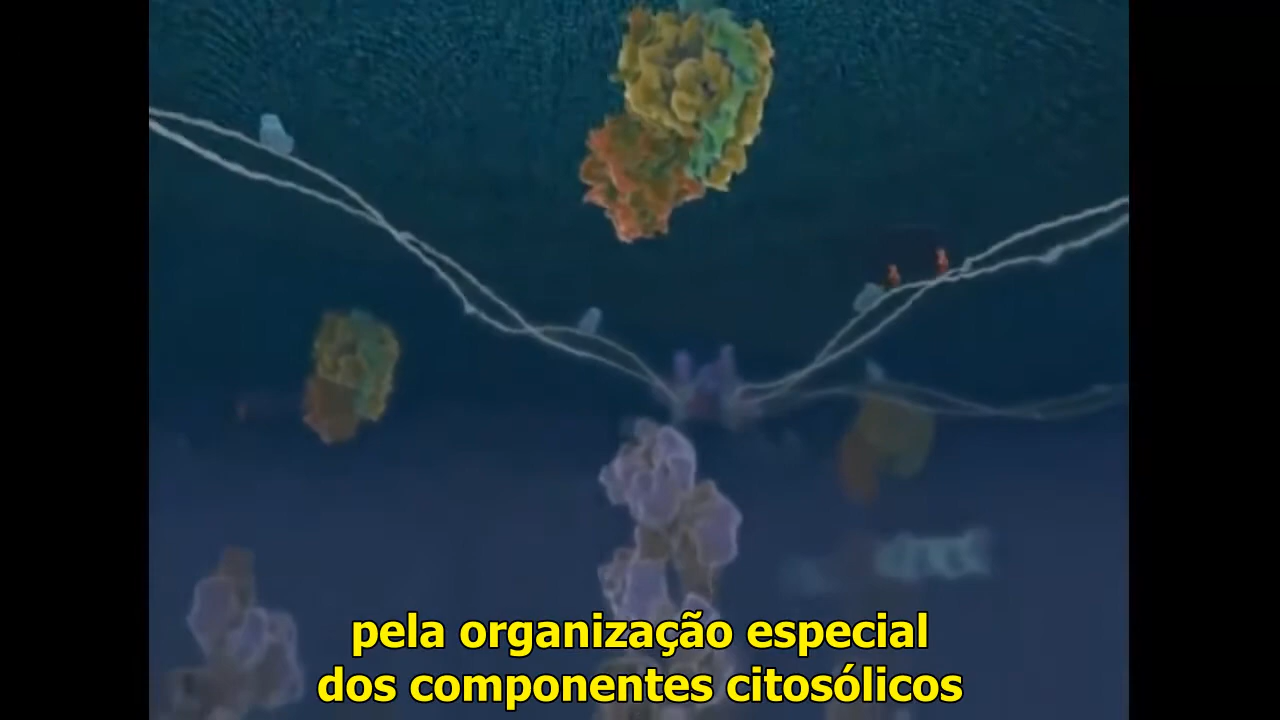 pela organização especial
dos componentes citosólicos